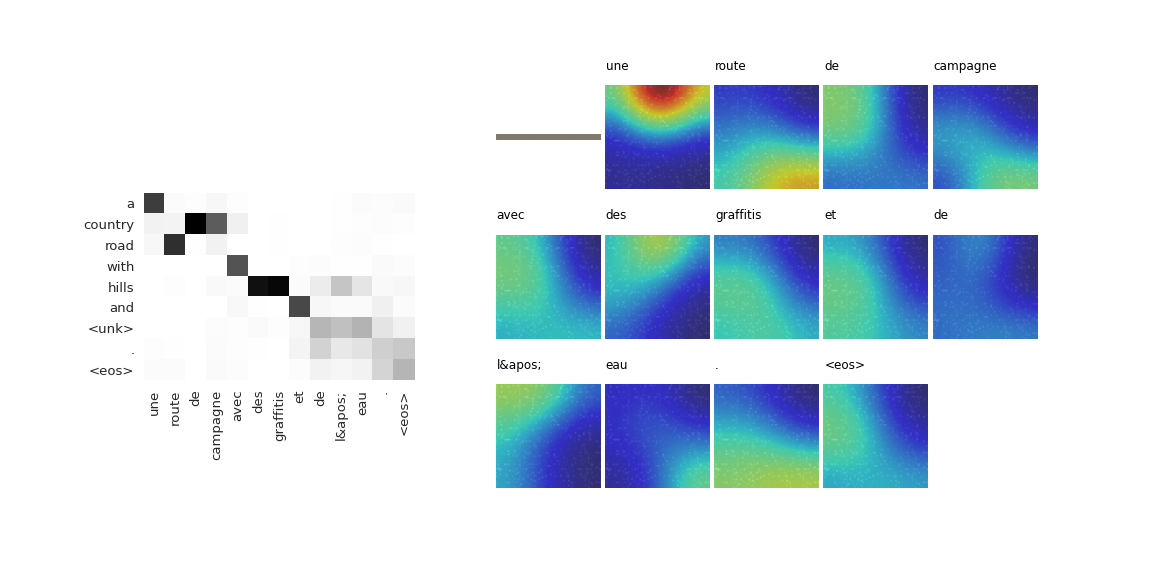 a
country
road
with
hills
and
<unk>
.
<eos>
une
route
de
campagne
avec
des
graffitis
et
de
l&apos;
eau
.
<eos>
une route de campagne
avec des graffitis et de
l&apos; eau . <eos>